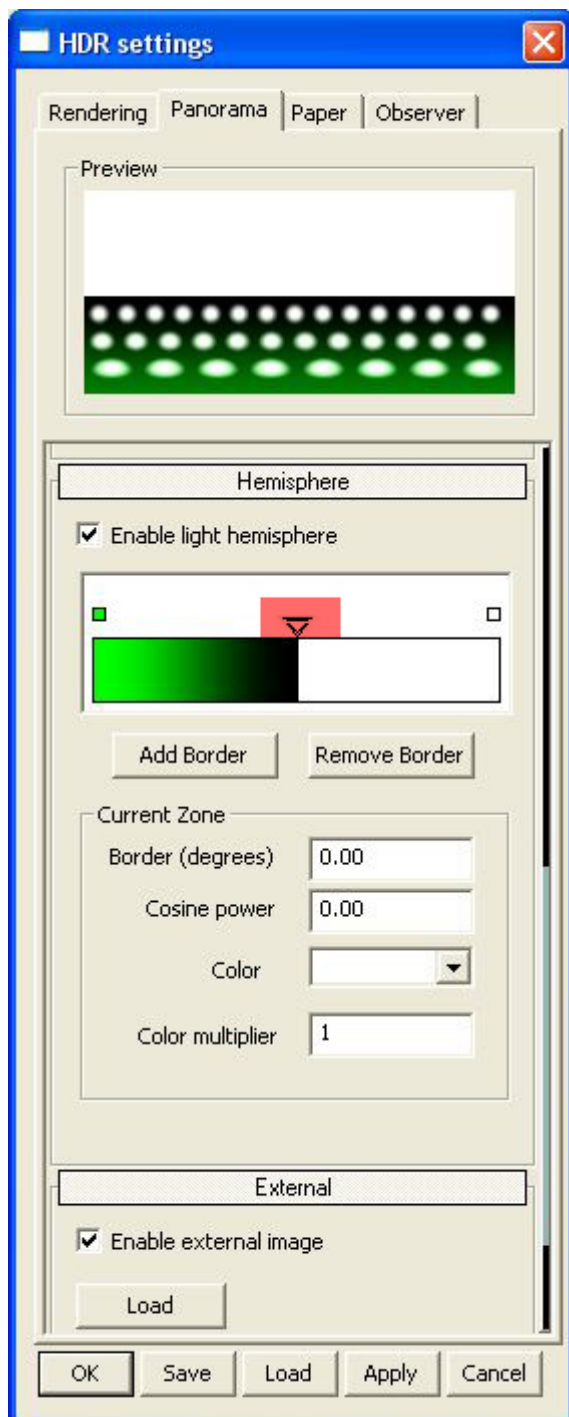 HDR settings
Rendering Panorama Paper Observer
Preview
Hemisphere
Enable light hemisphere
Add Border Remove Border
Current Zone
Border (degrees) 0.00
Cosine power 0.00
Color
Color multiplier 1
External
Enable external image
Load
OK Save Load Apply Cancel